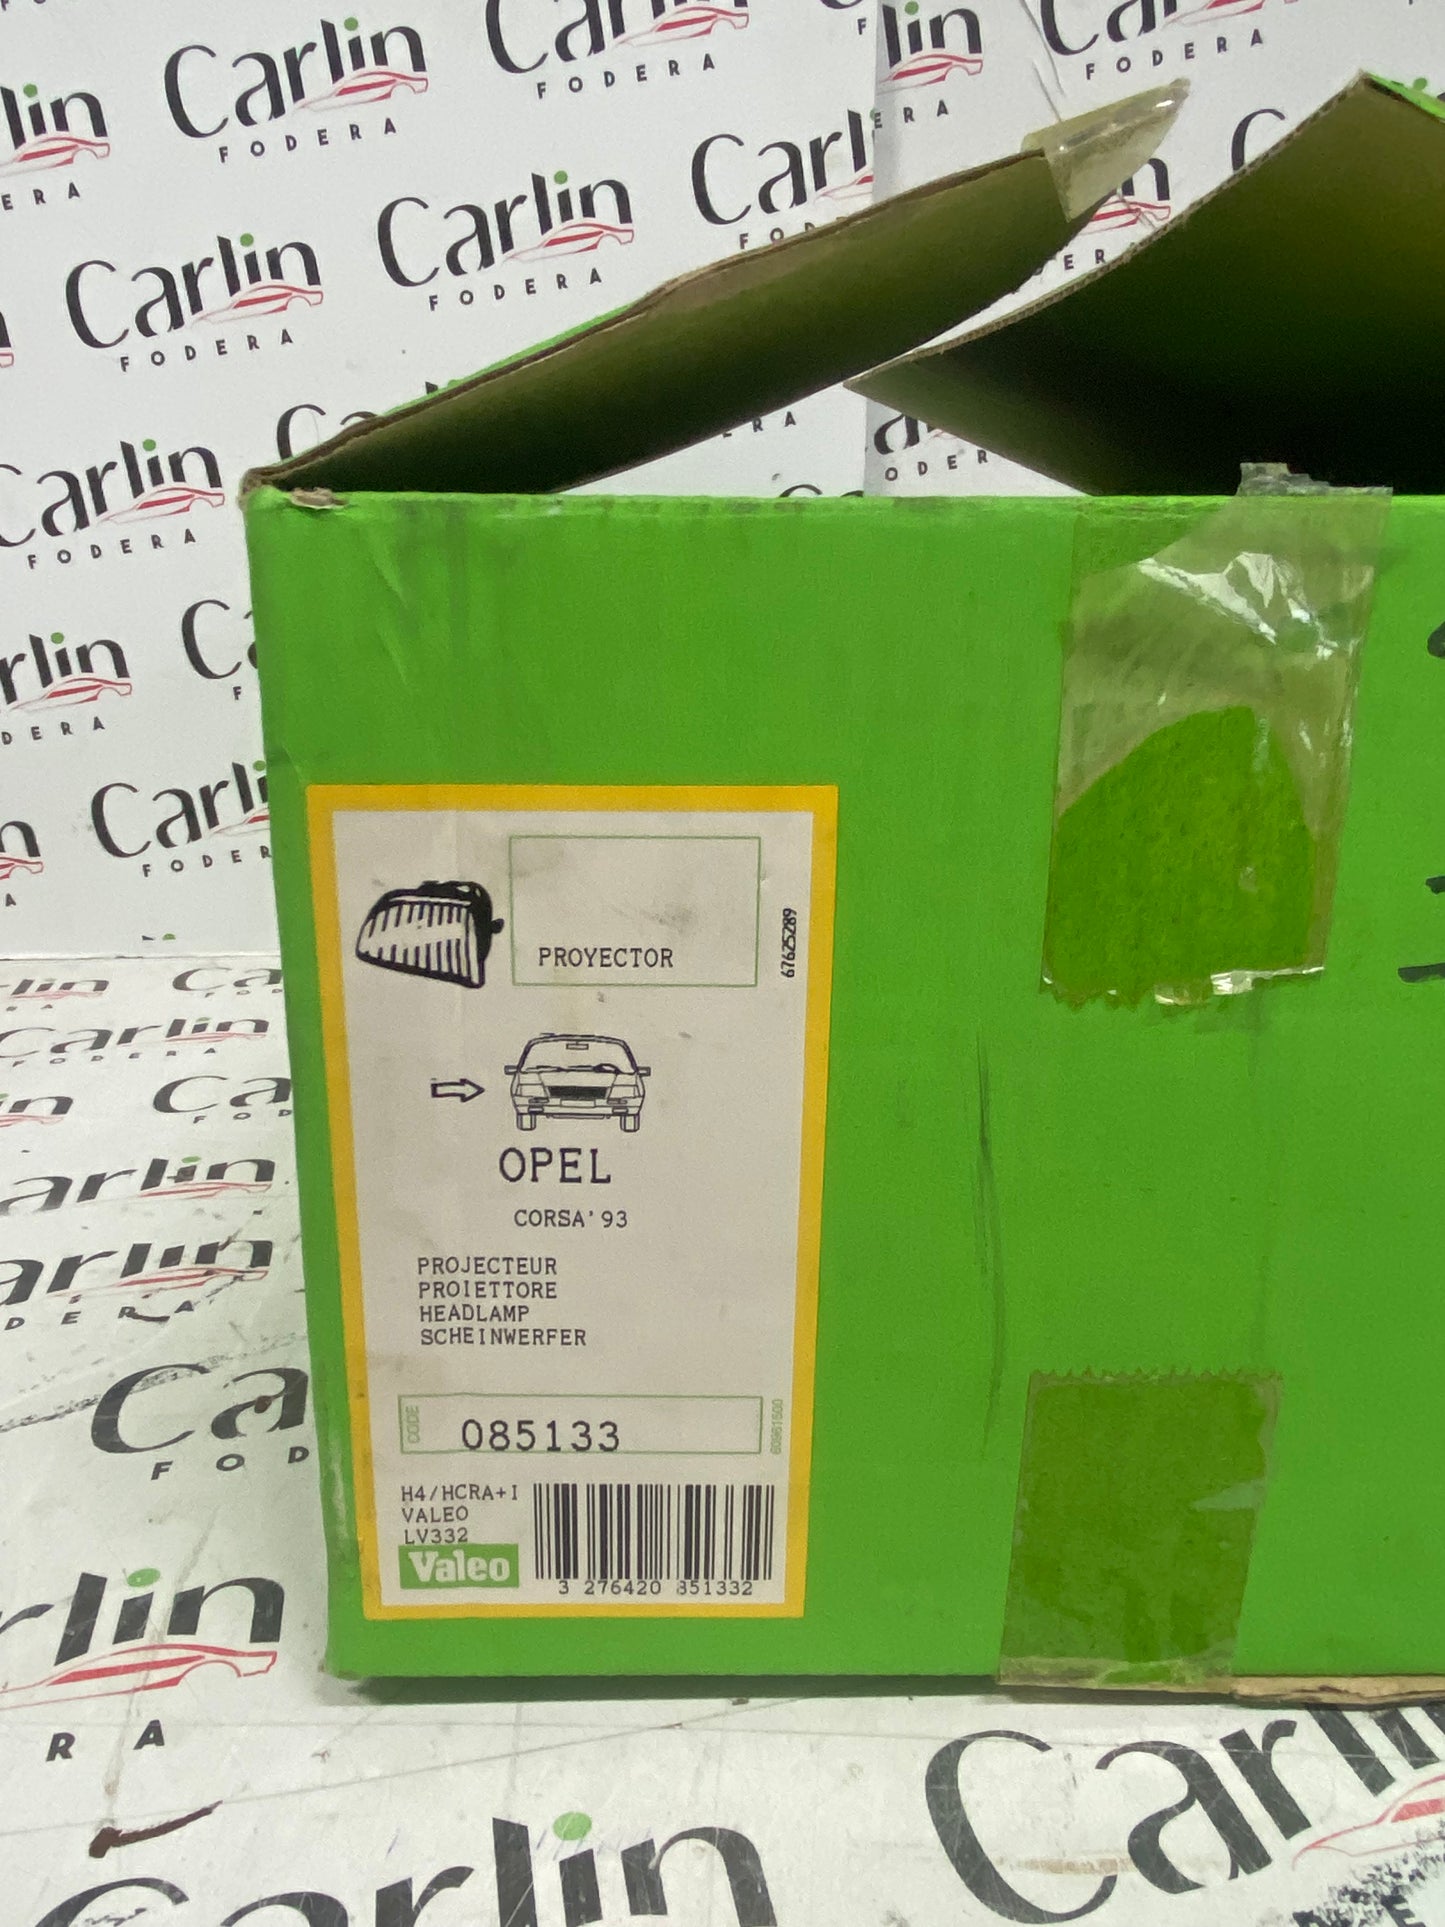 Carlin
FODERA
PROYECTOR
67625289
OPEL
CORSA'93
PROJECTEUR
PROIETTORE
HEADLAMP
SCHEINWERFER
CODE
085133
H4/HCRA+I
VALEO
LV332
Valeo
3 276420 851332